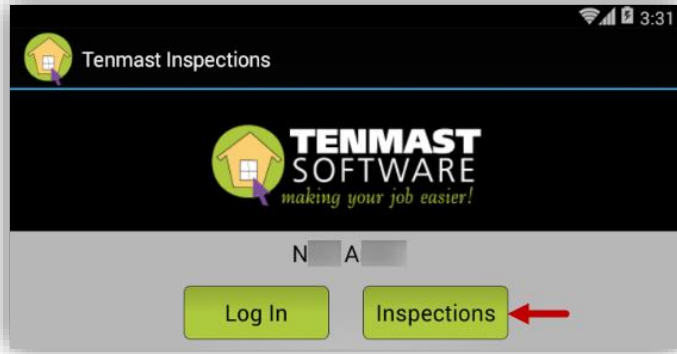 3:31
Tenmast Inspections
TENMAST
SOFTWARE
making your job easier!
N A
Log In
Inspections